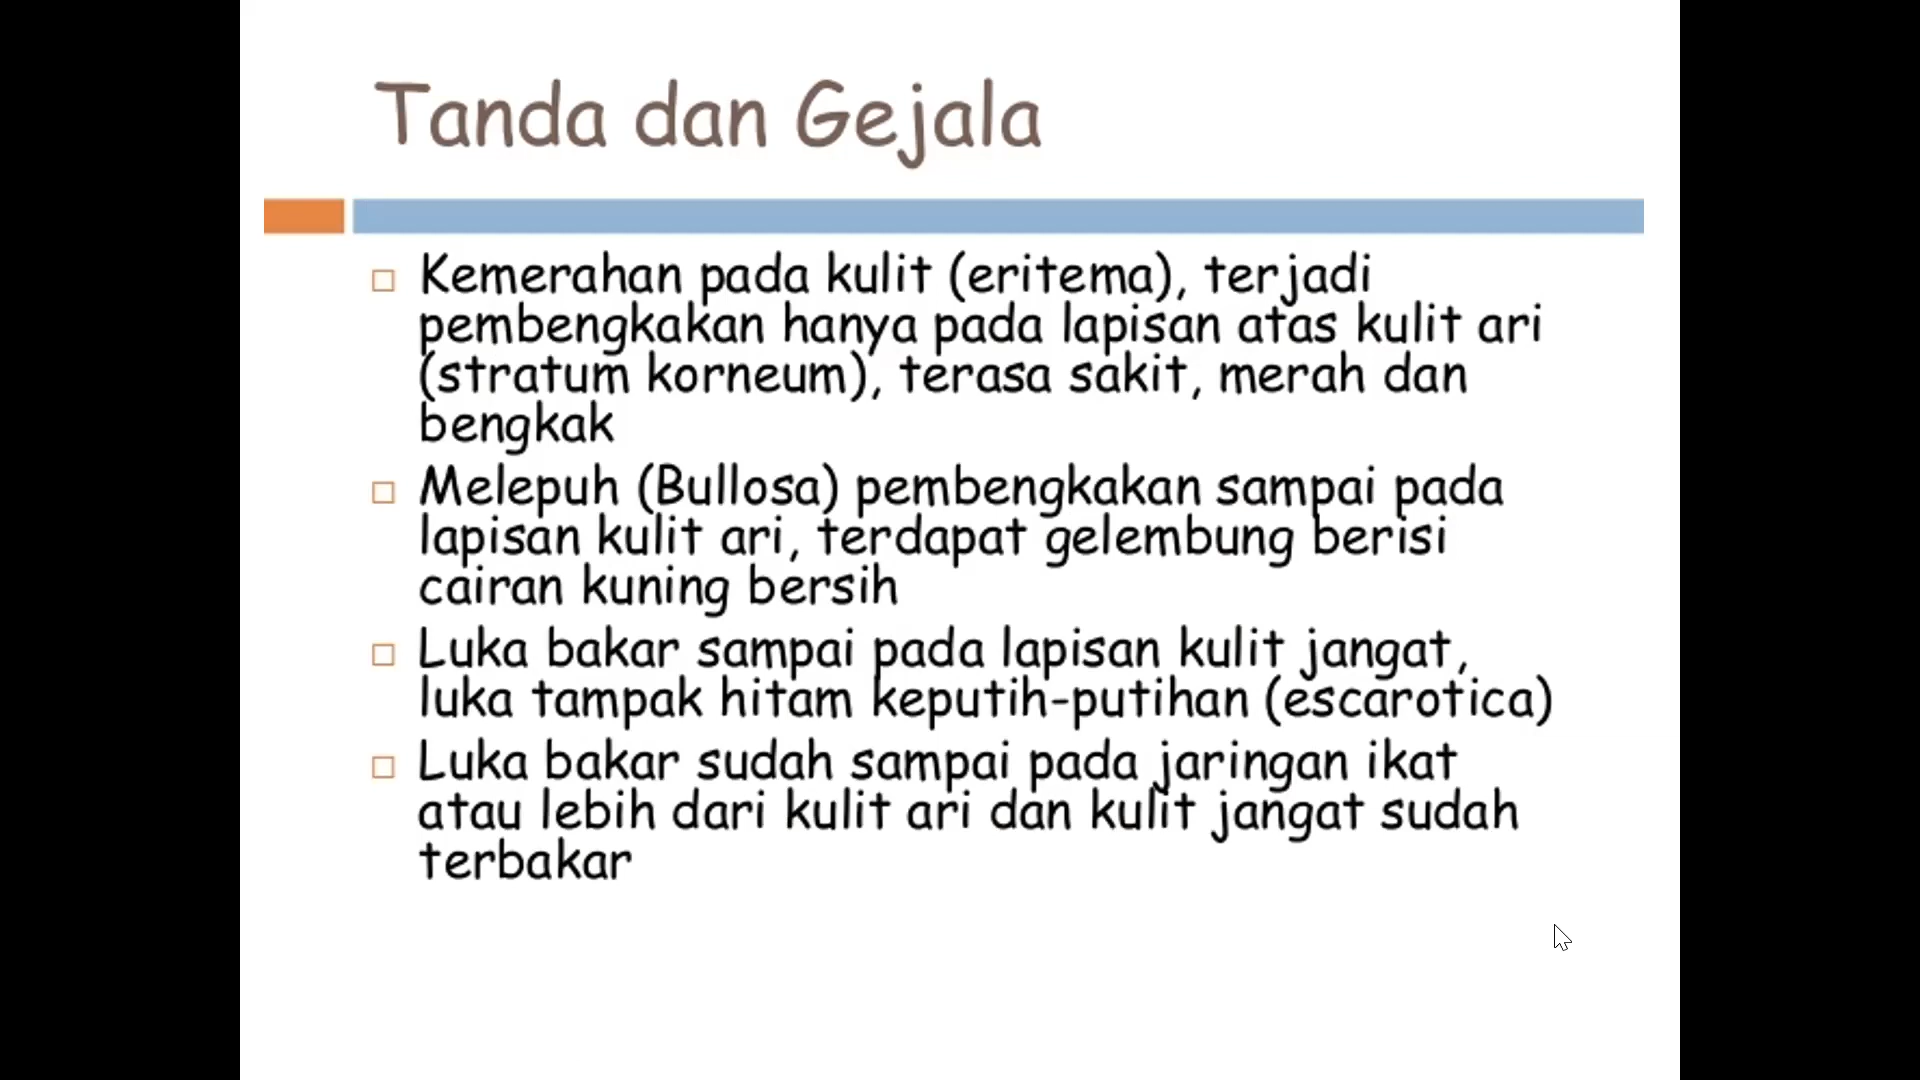 Tanda dan Gejala
Kemerahan pada kulit (eritema), terjadi
pembengkakan hanya pada lapisan atas kulit ari
(stratum korneum), terasa sakit, merah dan
bengkak
Melepuh (Bullosa) pembengkakan sampai pada
lapisan kulit ari, terdapat gelembung berisi
cairan kuning bersih
Luka bakar sampai pada lapisan kulit jangat,
luka tampak hitam keputih-putihan (escarotica)
Luka bakar sudah sampai pada jaringan ikat
atau lebih dari kulit ari dan kulit jangat sudah
terbakar